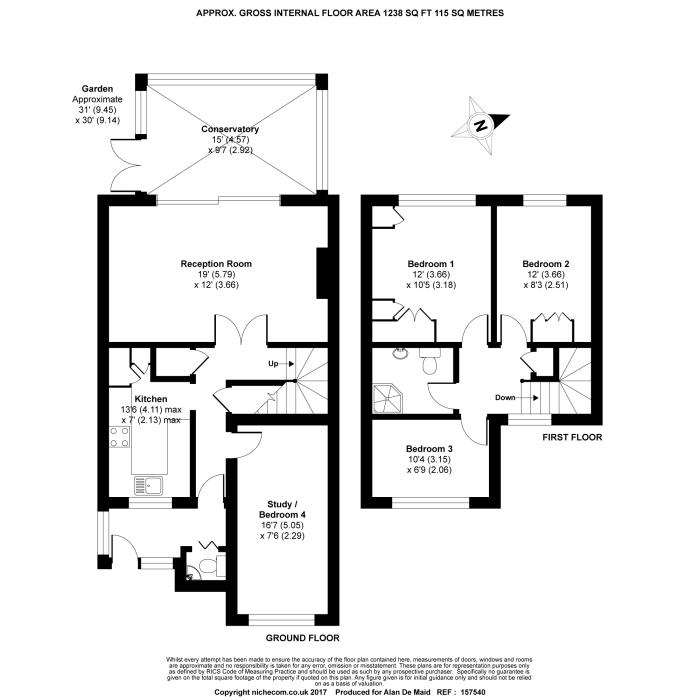 APPROX. GROSS INTERNAL FLOOR AREA 1238 SQ FT 115 SQ METRES
Garden
Approximate
31' (9.45)
x 30' (9.14)
Conservatory
15' (4.57)
x 9'7 (2.92)
N
Reception Room
19' (5.79)
x 12' (3.66)
Bedroom 1
12' (3.66)
x 10'5 (3.18)
Bedroom 2
12' (3.66)
x 8'3 (2.51)
Up
Kitchen
13'6 (4.11) max
x 7' (2.13) max
Down
FIRST FLOOR
Bedroom 3
10'4 (3.15)
x 6'9 (2.06)
Study /
Bedroom 4
16'7 (5.05)
x 7'6 (2.29)
GROUND FLOOR
Whilst every attempt has been made to ensure the accuracy of the floor plan contained here, measurements of doors, windows and rooms
are approximate and no responsibility is taken for any error, omission or misstatement. These plans are for representation purposes only
as defined by RICS Code of Measuring Practice and should be used as such by any prospective purchaser. Specifically no guarantee is
given on the total square footage of the property if quoted on this plan. Any figure given is for initial guidance only and should not be relied
on as a basis of valuation.
Copyright nichecom.co.uk 2017 Produced for Alan De Maid REF : 157540